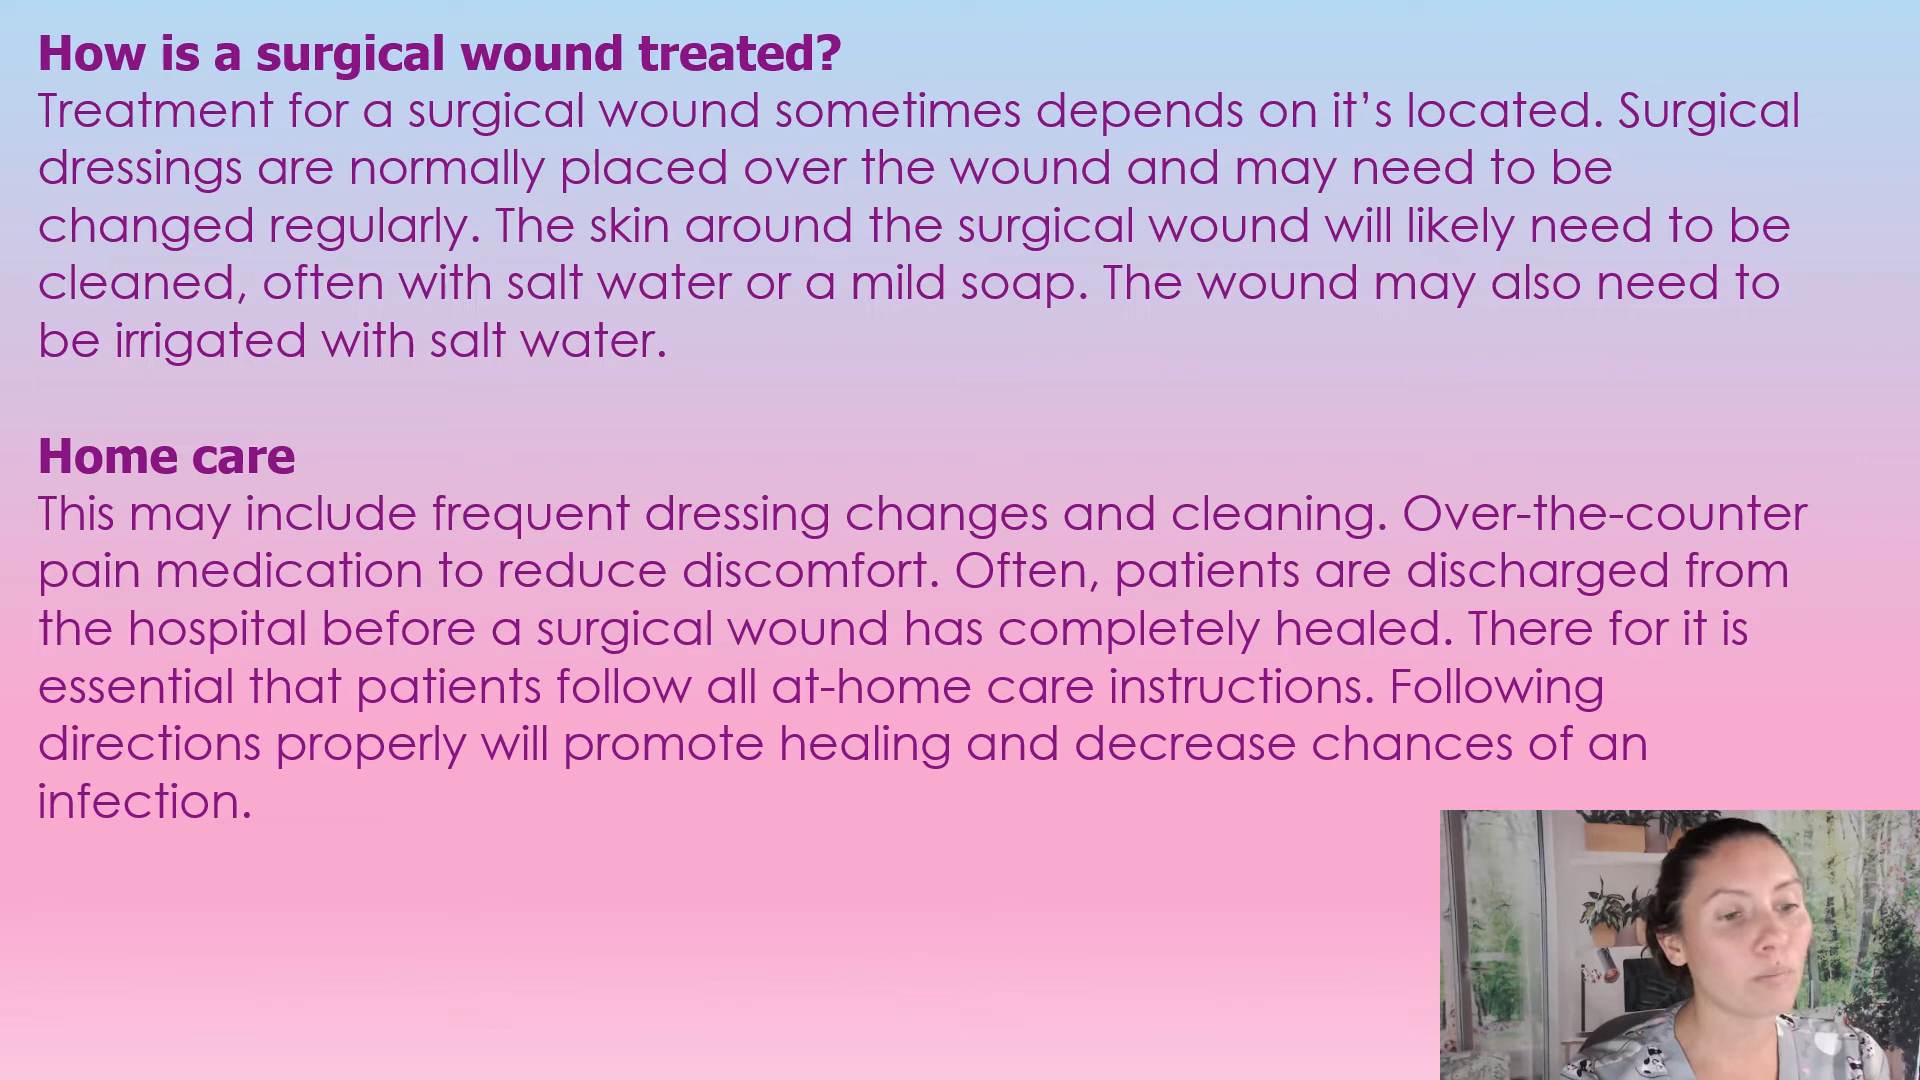 How is a surgical wound treated?
Treatment for a surgical wound sometimes depends on it’s located. Surgical
dressings are normally placed over the wound and may need to be
changed regularly. The skin around the surgical wound will likely need to be
cleaned, often with salt water or a mild soap. The wound may also need to
be irrigated with salt water.
Home care
This may include frequent dressing changes and cleaning. Over-the-counter
pain medication to reduce discomfort. Often, patients are discharged from
the hospital before a surgical wound has completely healed. There for it is
essential that patients follow all at-home care instructions. Following
directions properly will promote healing and decrease chances of an
infection.